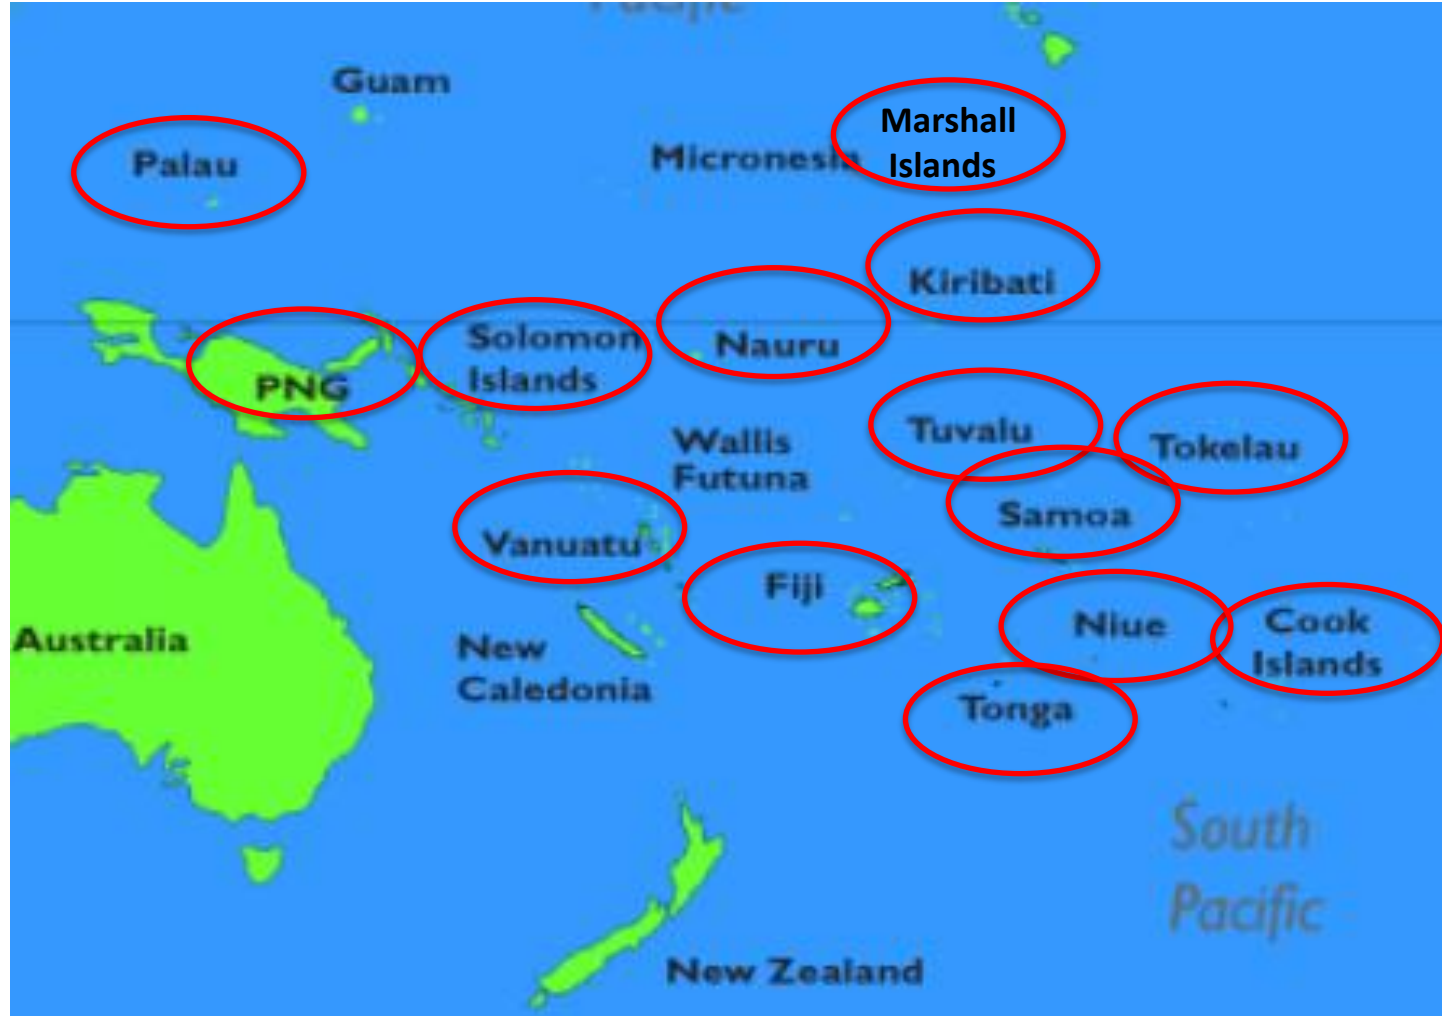 Pacific
Guam
Marshall
Islands
Palau
Micronesia
Kiribati
Solomon
Islands
Nauru
PNG
Tuvalu
Tokelau
Wallis
Futuna
Samoa
Vanuatu
Fiji
Niue
Cook
Islands
Australia
New
Caledonia
Tonga
South
Pacific
New Zealand